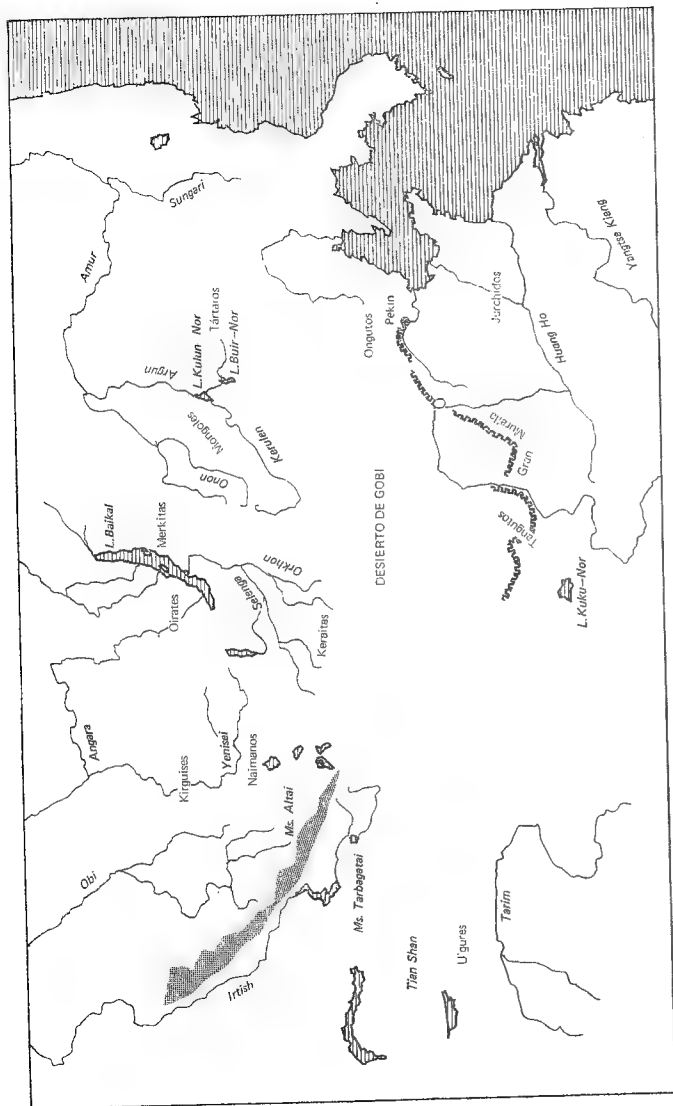 Obi
Irtish
Ms. Altai
Angara
Kirguises
Yenisei
Naimanos
Oirates
L.Baikal
Merkitas
Selenga
Orkhon
Keraitas
Onon
Mongoles
Kerulen
Argun
L.Kulun Nor
Tártaros
L.Buir-Nor
Amur
Sungari
Ms. Tarbagatai
Tian Shan
U'gures
Tarim
DESIERTO DE GOBI
L.Kuku-Nor
Tangutos
Gran
Muralla
Ongutos
Pekin
Jurchidos
Huang Ho
Yangtse Kiang